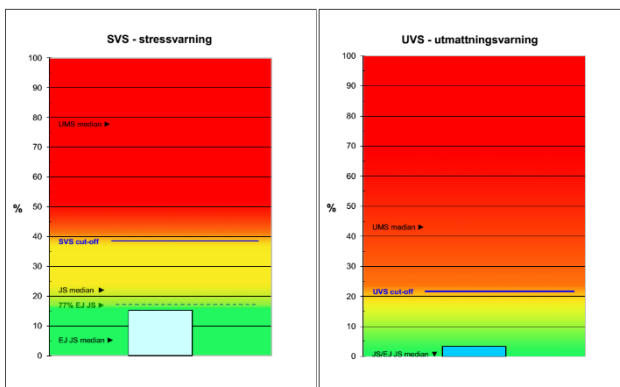 SVS - stressvarning
100
90
80
UMS median ►
70
60
50
%
40
SVS cut-off
30
JS median ►
20
77% EJ JS ►
10
EJ JS median ►
0
UVS - utmattningsvarning
100
90
80
70
60
50
%
UMS median ►
40
30
UVS cut-off
20
10
JS/EJ JS median ▼
0